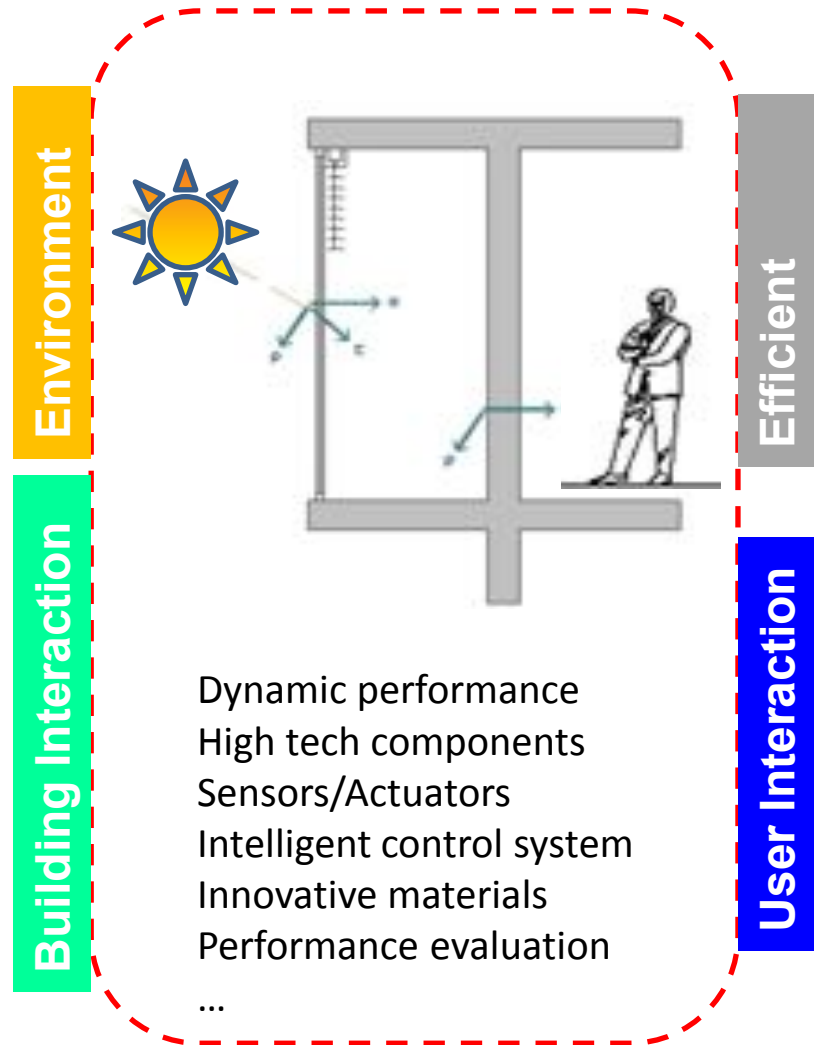 Environment
Building Interaction
Efficient
User Interaction
Dynamic performance
High tech components
Sensors/Actuators
Intelligent control system
Innovative materials
Performance evaluation
…